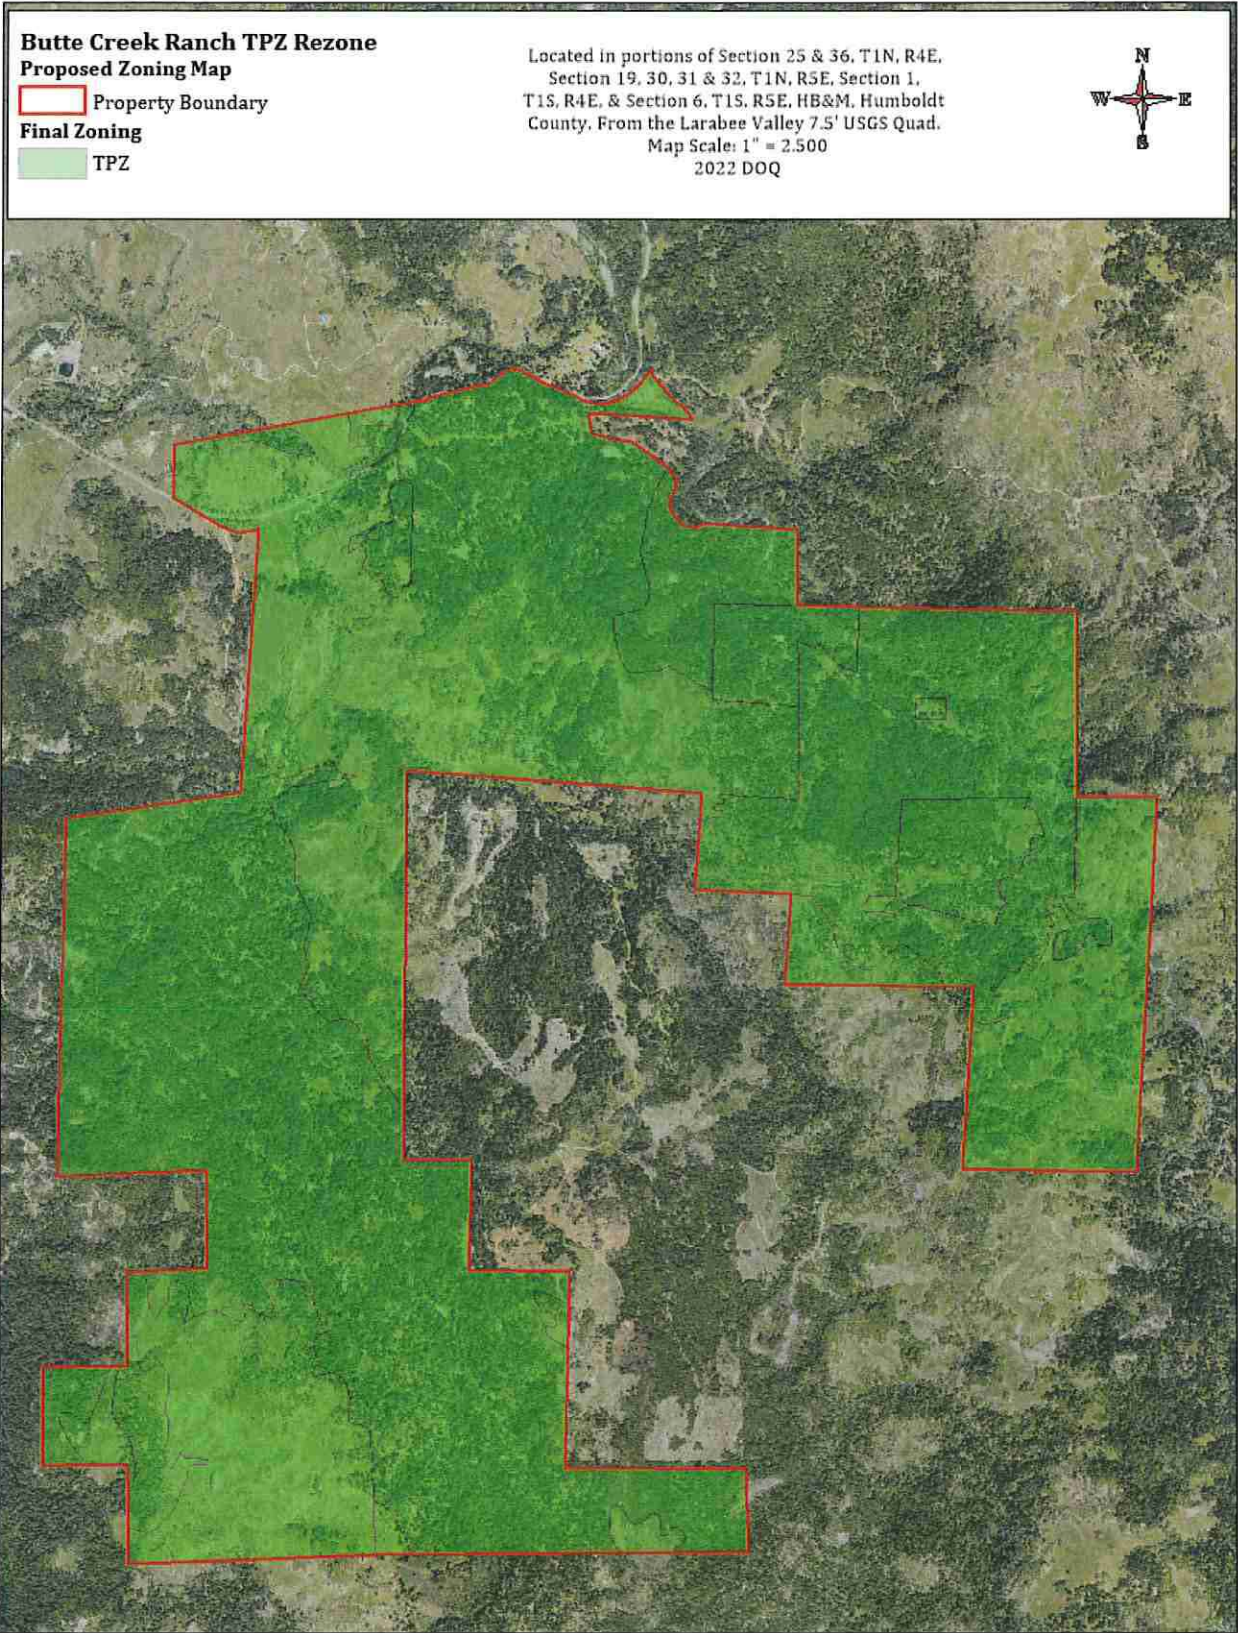 Butte Creek Ranch TPZ Rezone
Proposed Zoning Map
Property Boundary
Final Zoning
TPZ
Located in portions of Section 25 & 36, T1N, R4E,
Section 19, 30, 31 & 32, T1N, R5E, Section 1,
T1S, R4E, & Section 6, T1S, R5E, HB&M, Humboldt
County. From the Larabee Valley 7.5' USGS Quad.
Map Scale: 1" = 2,500
2022 DOQ
N
W
E
S